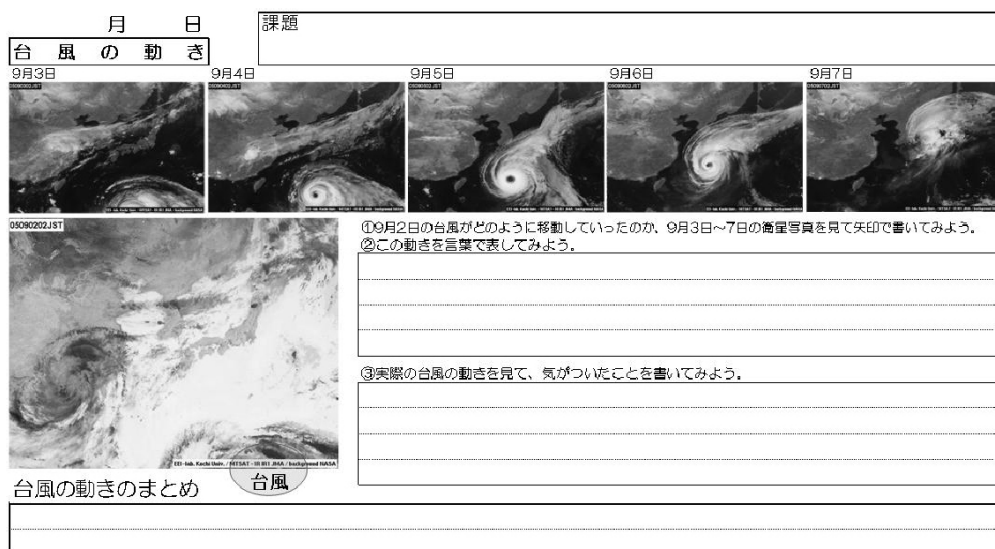 月 日
課題
台風の動き
9月3日 9月4日 9月5日 9月6日 9月7日
①9月2日の台風がどのように移動していったのか、9月3日~7日の衛星写真を見て矢印で書いてみよう。
②この動きを言葉で表してみよう。
05090202JST
③実際の台風の動きを見て、気がついたことを書いてみよう。
台風
台風の動きのまとめ